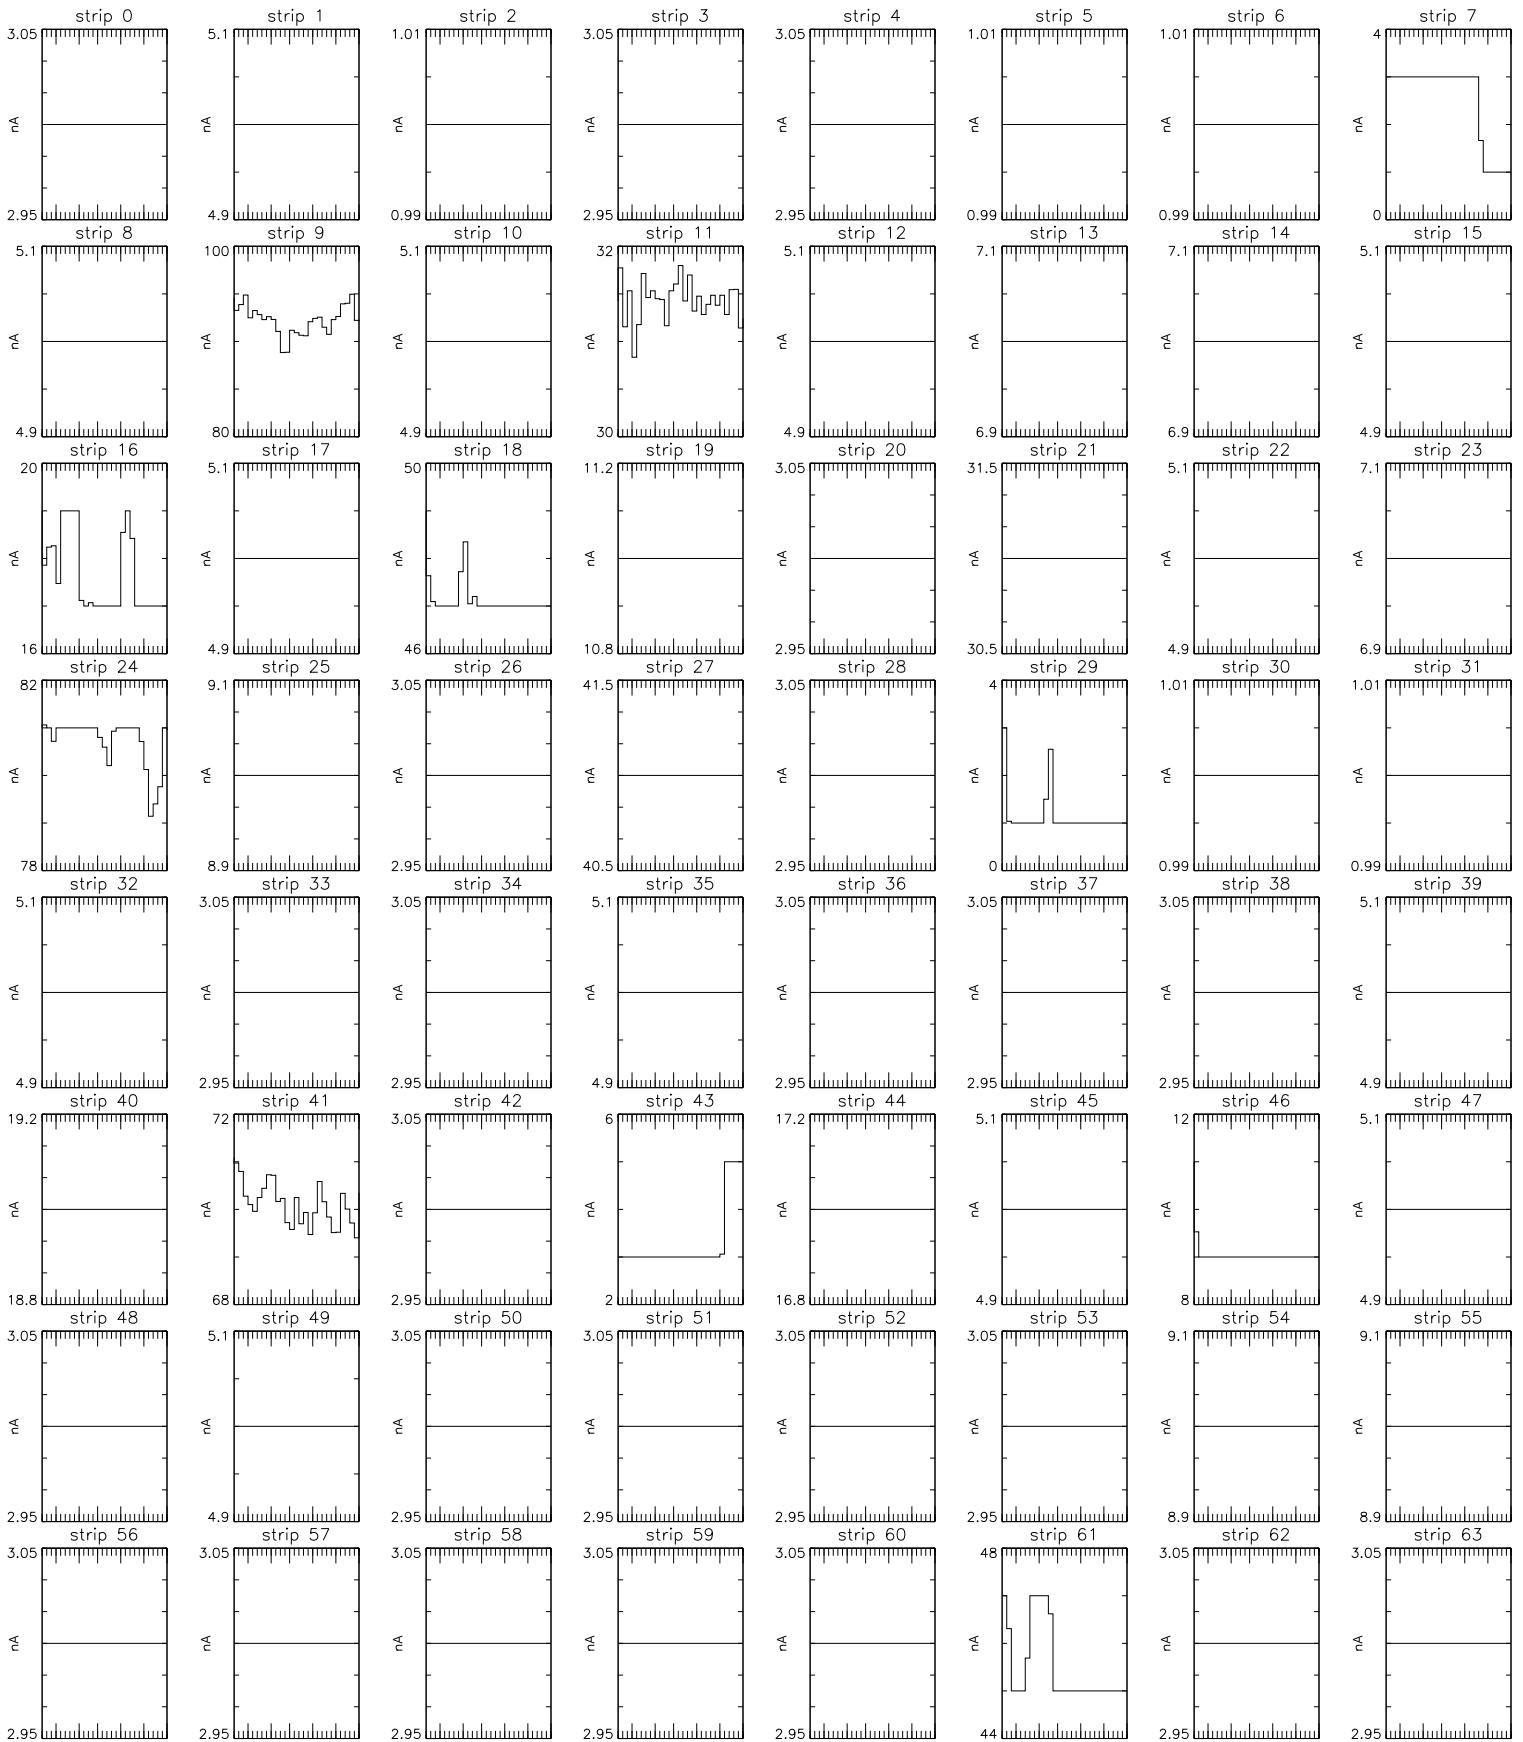 strip 0 strip 1 strip 2 strip 3 strip 4 strip 5 strip 6 strip 7
3.05 5.1 1.01 3.05 3.05 1.01 1.01 4
nA nA nA nA nA nA nA nA
2.95 4.9 0.99 2.95 2.95 0.99 0.99 0
strip 8 strip 9 strip 10 strip 11 strip 12 strip 13 strip 14 strip 15
5.1 100 5.1 32 5.1 7.1 7.1 5.1
nA nA nA nA nA nA nA nA
4.9 80 4.9 30 4.9 6.9 6.9 4.9
strip 16 strip 17 strip 18 strip 19 strip 20 strip 21 strip 22 strip 23
20 5.1 50 11.2 3.05 31.5 5.1 7.1
nA nA nA nA nA nA nA nA
16 4.9 46 10.8 2.95 30.5 4.9 6.9
strip 24 strip 25 strip 26 strip 27 strip 28 strip 29 strip 30 strip 31
82 9.1 3.05 41.5 3.05 4 1.01 1.01
nA nA nA nA nA nA nA nA
78 8.9 2.95 40.5 2.95 0 0.99 0.99
strip 32 strip 33 strip 34 strip 35 strip 36 strip 37 strip 38 strip 39
5.1 3.05 3.05 5.1 3.05 3.05 3.05 5.1
nA nA nA nA nA nA nA nA
4.9 2.95 2.95 4.9 2.95 2.95 2.95 4.9
strip 40 strip 41 strip 42 strip 43 strip 44 strip 45 strip 46 strip 47
19.2 72 3.05 6 17.2 5.1 12 5.1
nA nA nA nA nA nA nA nA
18.8 68 2.95 2 16.8 4.9 8 4.9
strip 48 strip 49 strip 50 strip 51 strip 52 strip 53 strip 54 strip 55
3.05 5.1 3.05 3.05 3.05 3.05 9.1 9.1
nA nA nA nA nA nA nA nA
2.95 4.9 2.95 2.95 2.95 2.95 8.9 8.9
strip 56 strip 57 strip 58 strip 59 strip 60 strip 61 strip 62 strip 63
3.05 3.05 3.05 3.05 3.05 48 3.05 3.05
nA nA nA nA nA nA nA nA
2.95 2.95 2.95 2.95 2.95 44 2.95 2.95